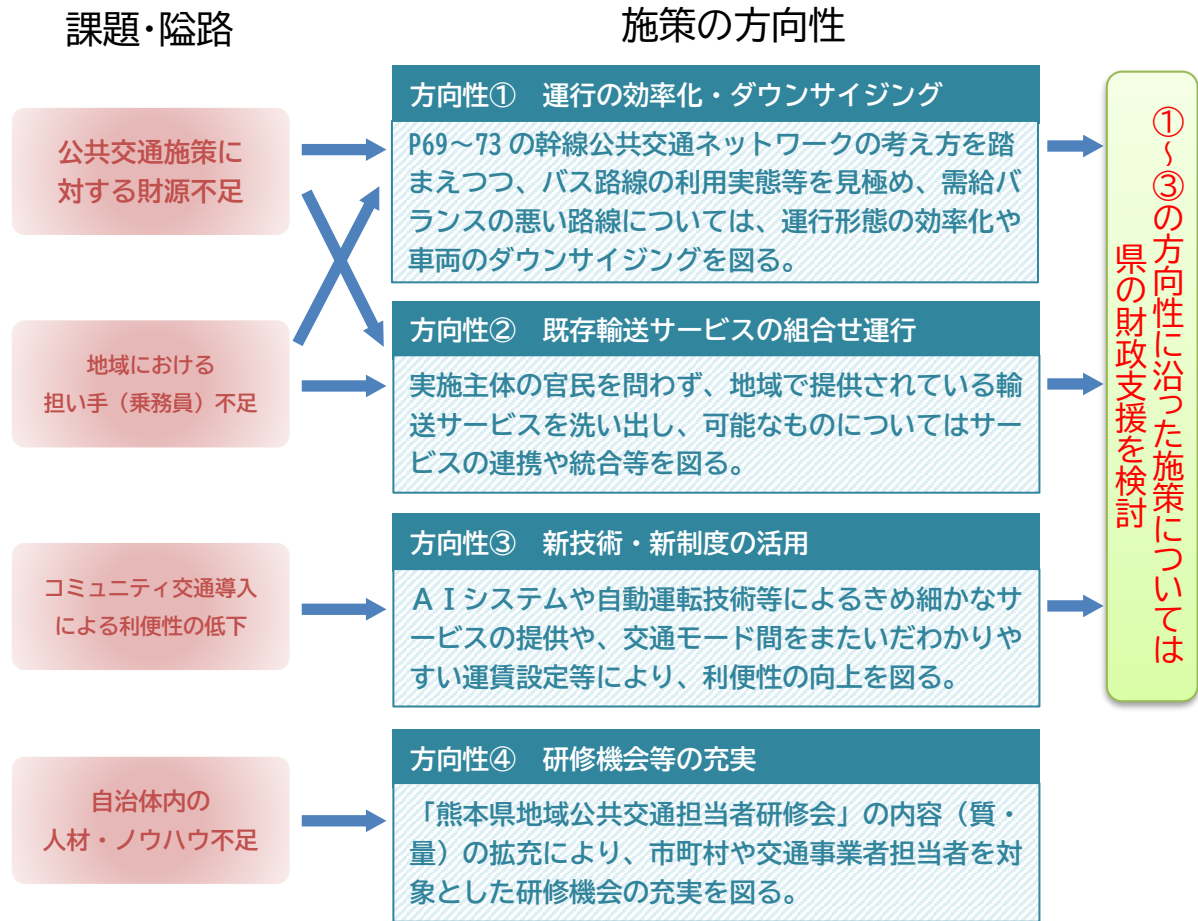 課題・隘路
施策の方向性
公共交通施策に
対する財源不足
地域における
担い手（乗務員）不足
コミュニティ交通導入
による利便性の低下
自治体内の
人材・ノウハウ不足
方向性①　運行の効率化・ダウンサイジング
P69～73の幹線公共交通ネットワークの考え方を踏
まえつつ、バス路線の利用実態等を見極め、需給バ
ランスの悪い路線については、運行形態の効率化や
車両のダウンサイジングを図る。
方向性②　既存輸送サービスの組合せ運行
実施主体の官民を問わず、地域で提供されている輸
送サービスを洗い出し、可能なものについてはサー
ビスの連携や統合等を図る。
方向性③　新技術・新制度の活用
ＡＩシステムや自動運転技術等によるきめ細かなサ
ービスの提供や、交通モード間をまたいだわかりや
すい運賃設定等により、利便性の向上を図る。
方向性④　研修機会等の充実
「熊本県地域公共交通担当者研修会」の内容（質・
量）の拡充により、市町村や交通事業者担当者を対
象とした研修機会の充実を図る。
①～③の方向性に沿った施策については
県の財政支援を検討